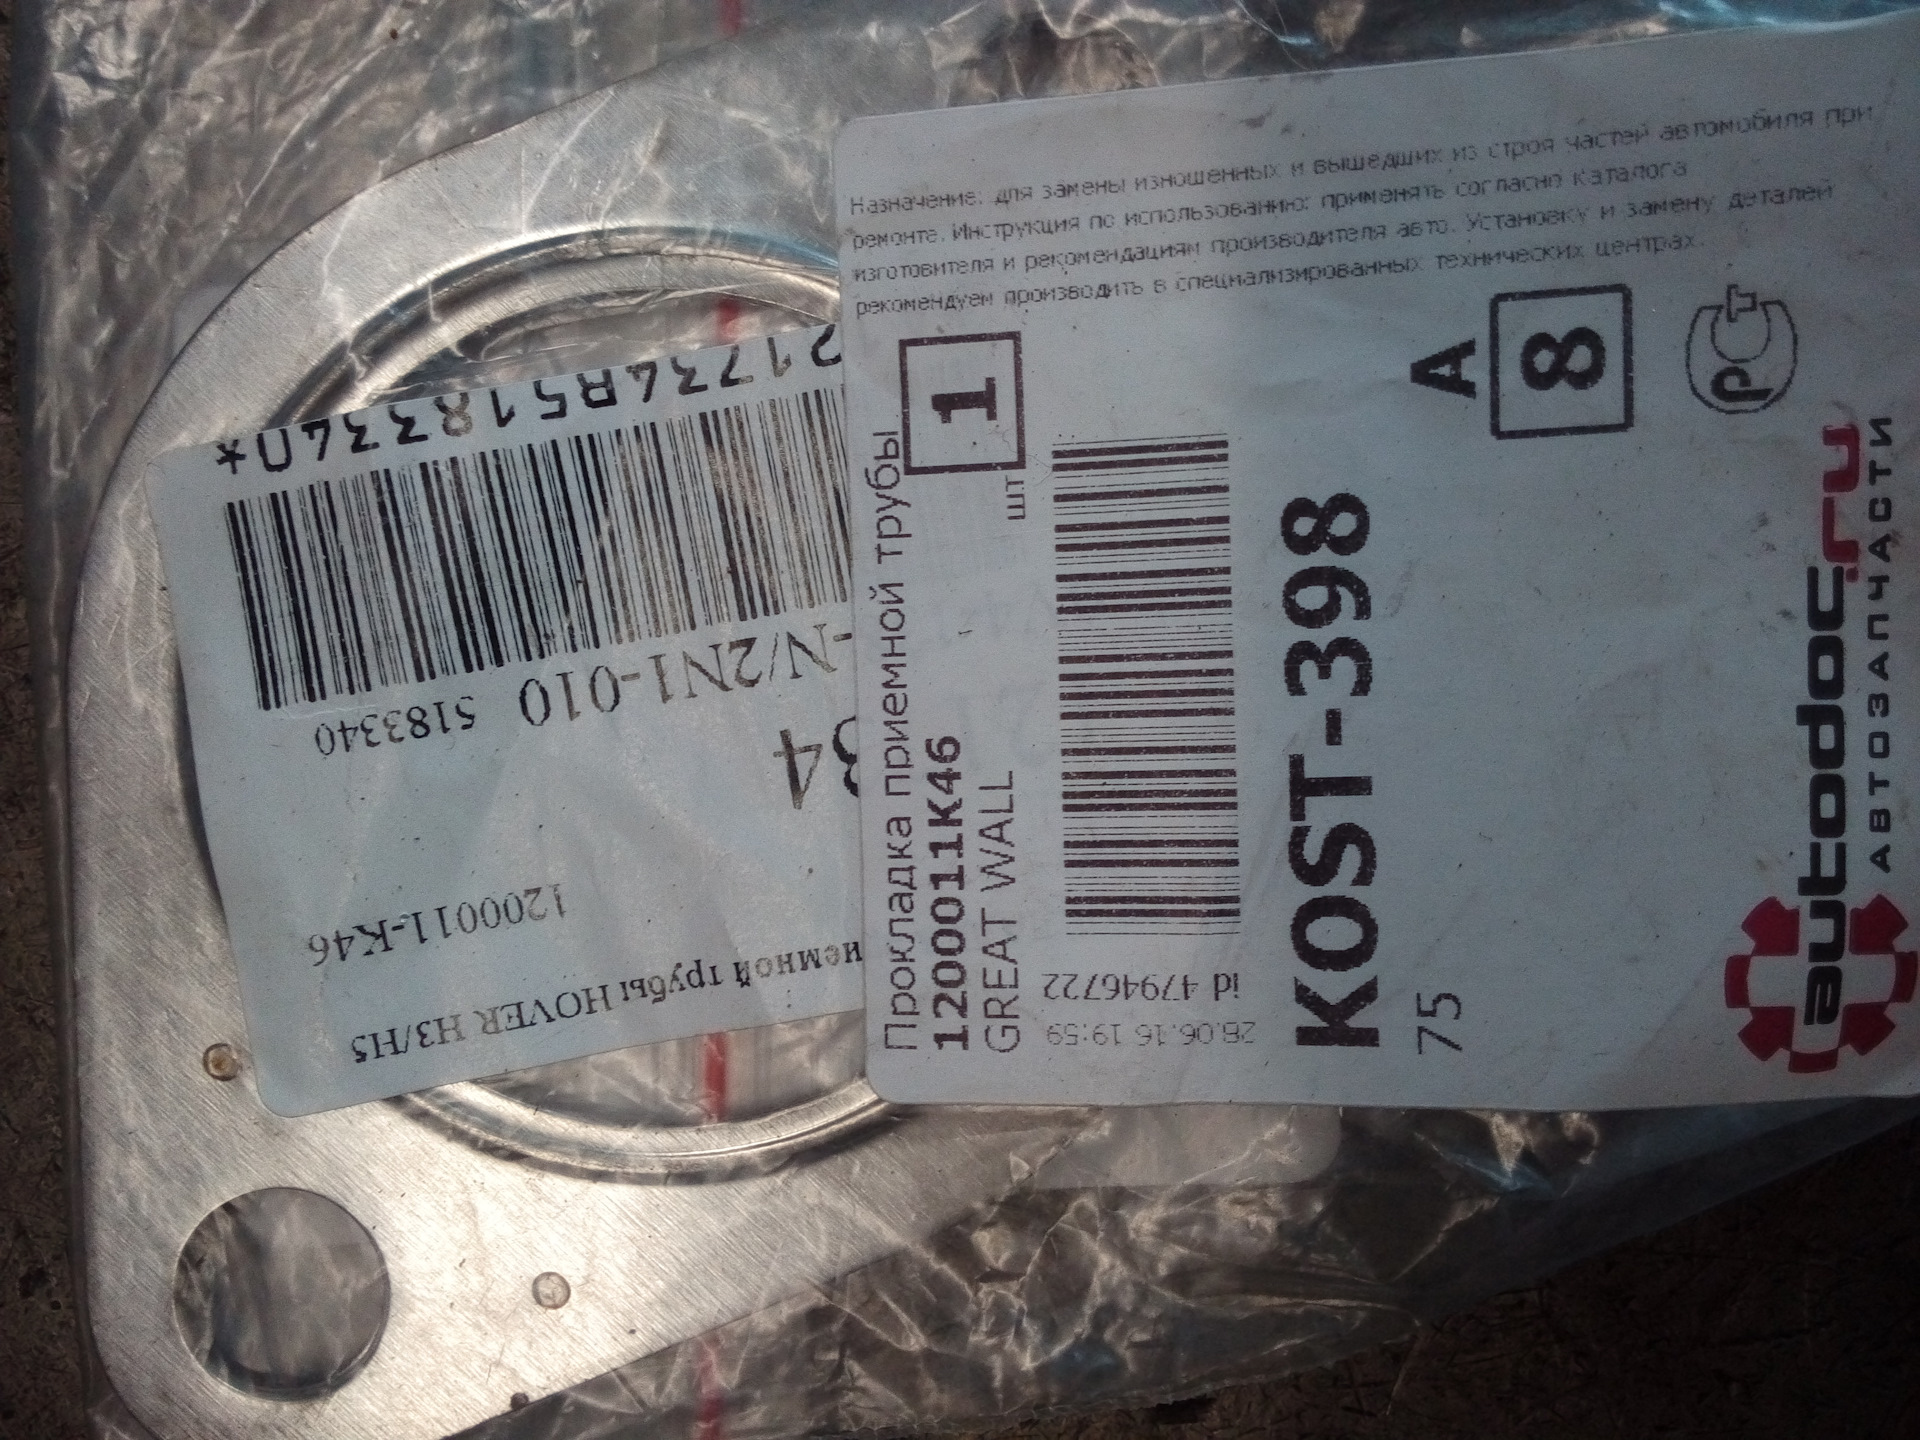 Назначение: для замены изношенных и вышедших из строя частей автомобиля при
ремонте. Инструкция по использованию: применять согласно каталога
изготовителя и рекомендациям производителя авто. Установку и замену деталей
рекомендуем производить в специализированных технических центрах.
Прокладка приемной трубы
1200011K46
GREAT WALL
1
шт
id 47946722
28.06.16 19:59
KOST-398
75
A
8
РСТ
autodoc.ru
АВТОЗАПЧАСТИ
иемной трубы HOVER H3/H5
1200011-K46
34
-N/2N1-010 5183340
21734R5183340*